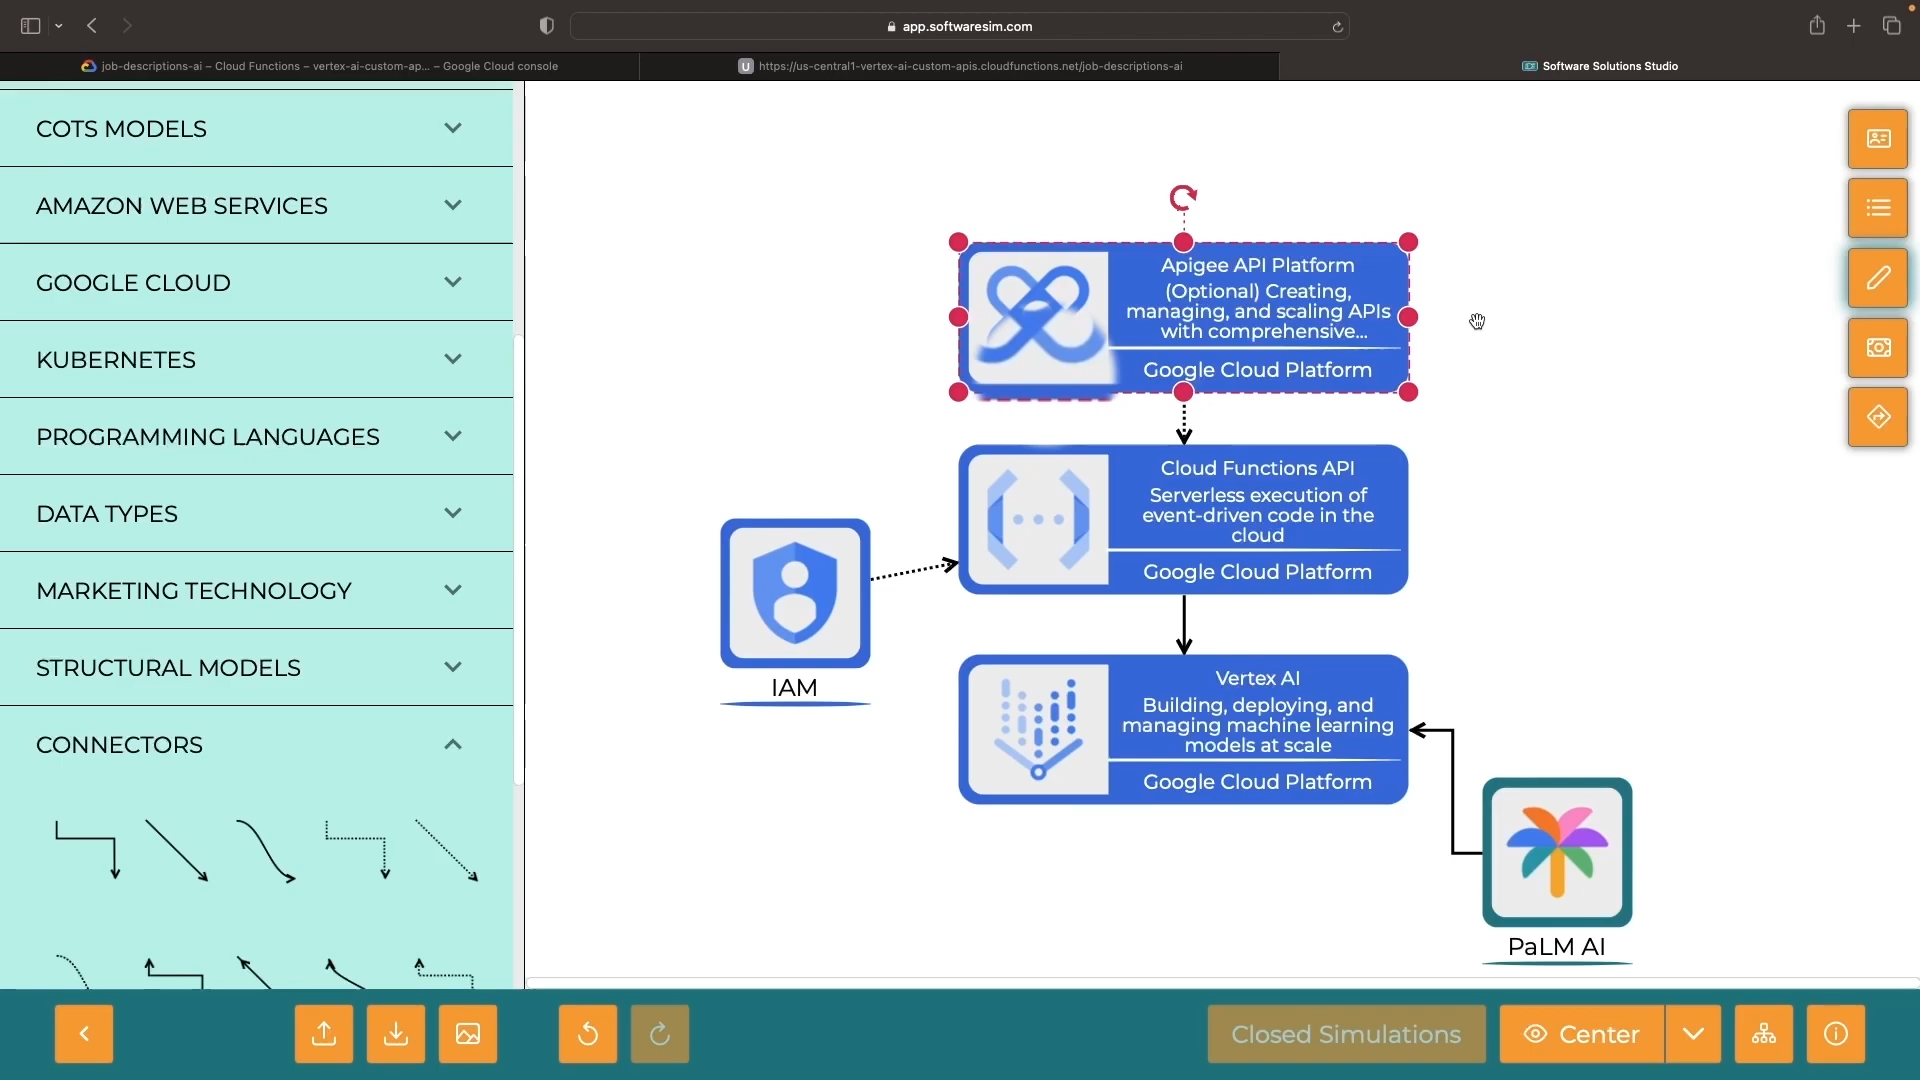 app.softwaresim.com
job-descriptions-ai – Cloud Functions – vertex-ai-custom-ap... – Google Cloud console
U
https://us-central1-vertex-ai-custom-apis.cloudfunctions.net/job-descriptions-ai
Software Solutions Studio
COTS MODELS
AMAZON WEB SERVICES
GOOGLE CLOUD
KUBERNETES
PROGRAMMING LANGUAGES
DATA TYPES
MARKETING TECHNOLOGY
STRUCTURAL MODELS
CONNECTORS
Apigee API Platform
(Optional) Creating,
managing, and scaling APIs
with comprehensive...
Google Cloud Platform
Cloud Functions API
Serverless execution of
event-driven code in the
cloud
Google Cloud Platform
IAM
Vertex AI
Building, deploying, and
managing machine learning
models at scale
Google Cloud Platform
PaLM AI
Closed Simulations
Center